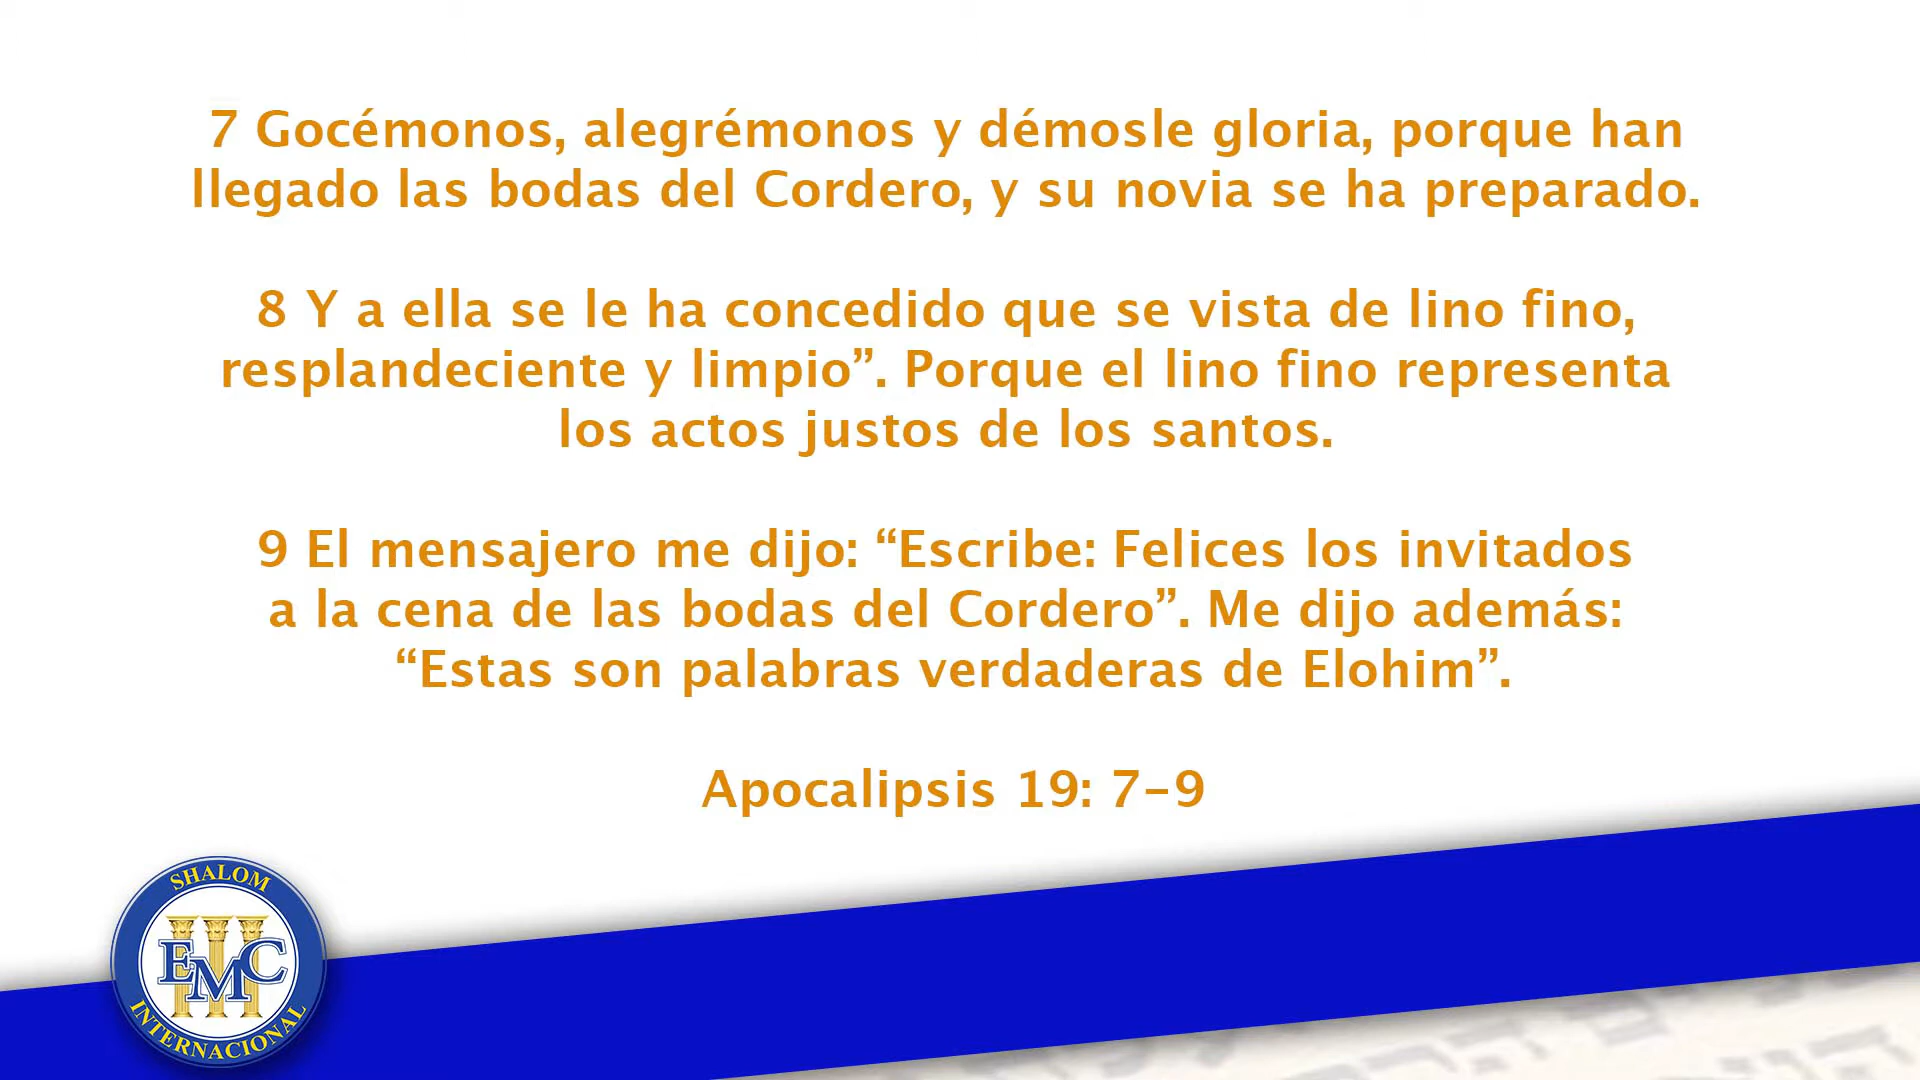 7 Gocémonos, alegrémonos y démosle gloria, porque han
llegado las bodas del Cordero, y su novia se ha preparado.
8 Y a ella se le ha concedido que se vista de lino fino,
resplandeciente y limpio”. Porque el lino fino representa
los actos justos de los santos.
9 El mensajero me dijo: “Escribe: Felices los invitados
a la cena de las bodas del Cordero”. Me dijo además:
“Estas son palabras verdaderas de Elohim”.
Apocalipsis 19: 7-9
SHALOM
EMC
INTERNACIONAL